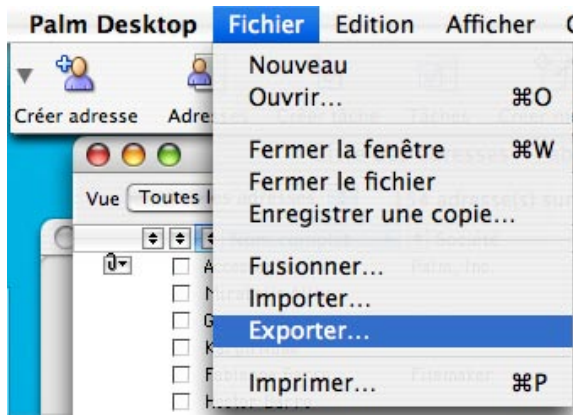 Palm Desktop Fichier Edition Afficher
Nouveau
Ouvrir... ⌘O
Créer adresse
Fermer la fenêtre ⌘W
Fermer le fichier
Enregistrer une copie...
Vue Toutes
Fusionner...
Importer...
Exporter...
Imprimer... ⌘P